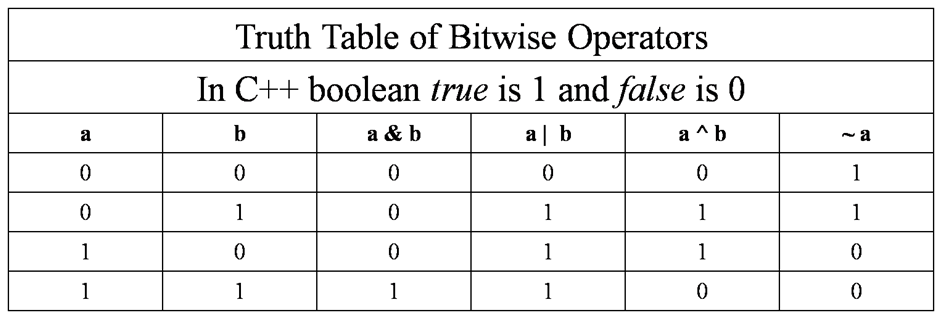 Truth Table of Bitwise Operators
In C++ boolean true is 1 and false is 0
a b a & b a | b a ^ b ~ a
0 0 0 0 0 1
0 1 0 1 1 1
1 0 0 1 1 0
1 1 1 1 0 0